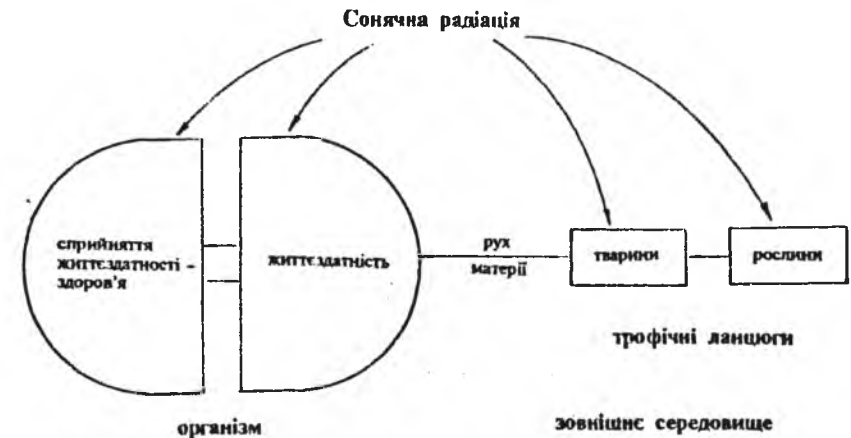 Сонячна радіація
сприйняття
життєздатності -
здоров'я
життєздатність
рух
матерії
тварини
рослини
трофічні ланцюги
організм
зовнішнє середовище